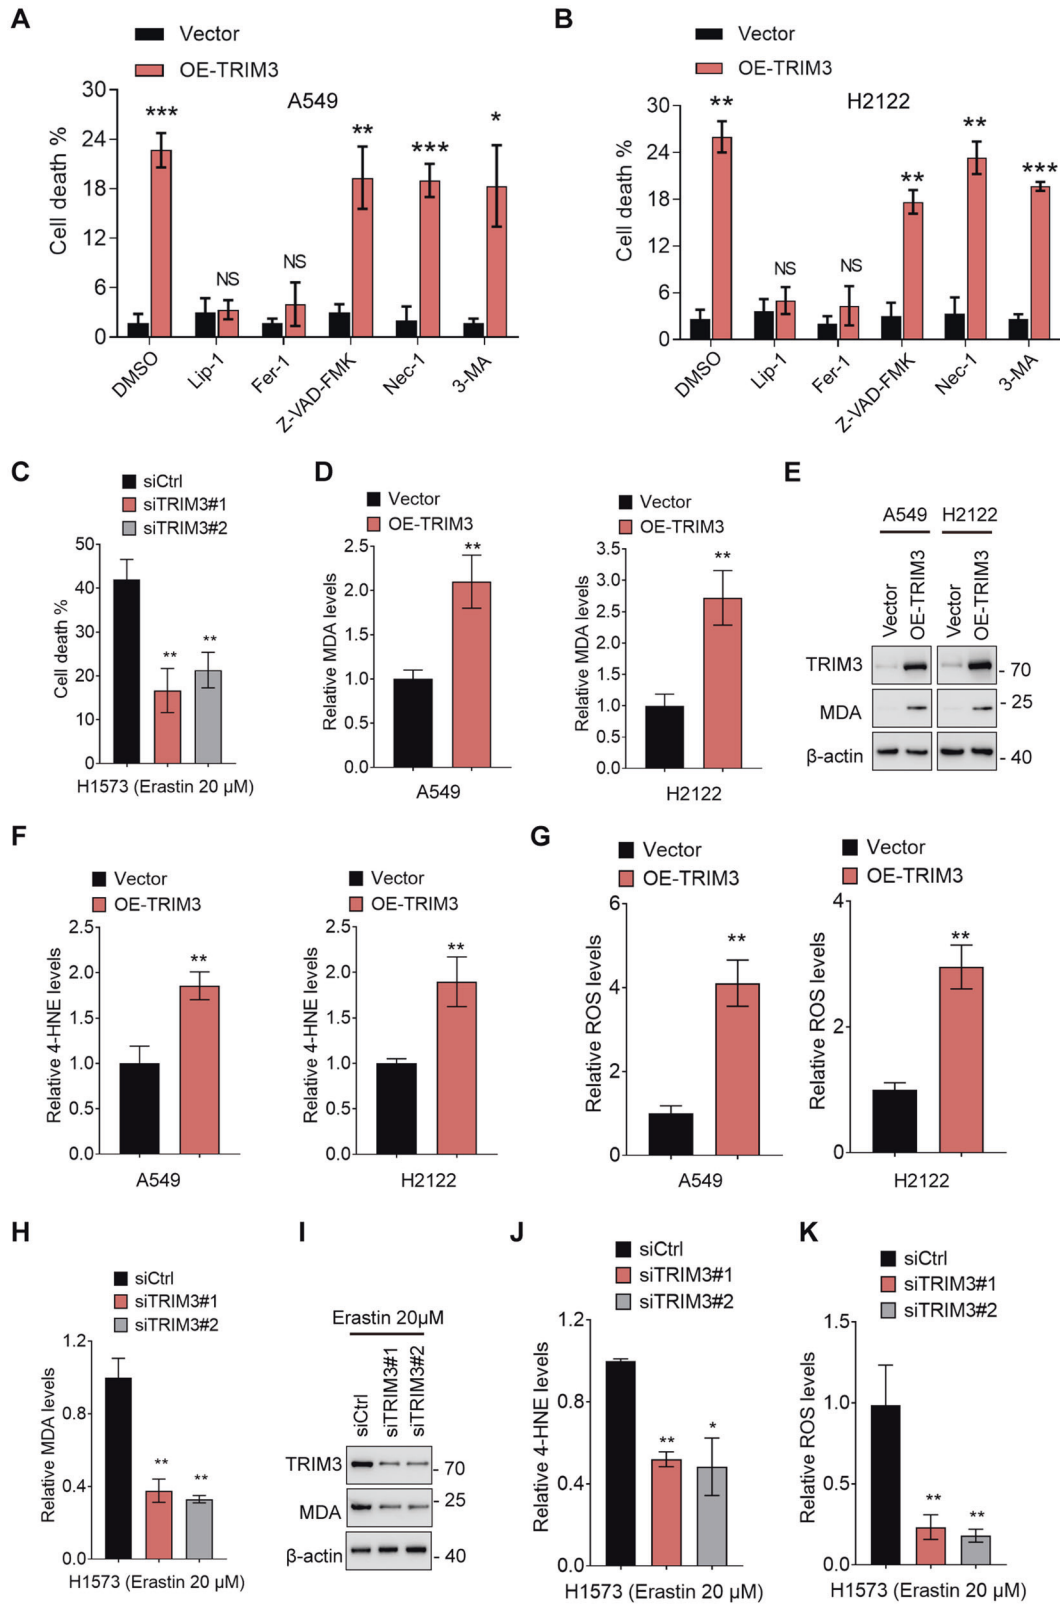 A
Vector
OE-TRIM3
A549
Cell death %
30
24
18
12
6
0
***
NS
NS
**
***
*
DMSO
Lip-1
Fer-1
Z-VAD-FMK
Nec-1
3-MA
B
Vector
OE-TRIM3
H2122
Cell death %
30
24
18
12
6
0
**
NS
NS
**
**
***
DMSO
Lip-1
Fer-1
Z-VAD-FMK
Nec-1
3-MA
C
siCtrl
siTRIM3#1
siTRIM3#2
Cell death %
50
40
30
20
10
0
**
**
H1573 (Erastin 20 μM)
D
Vector
OE-TRIM3
Relative MDA levels
2.5
2.0
1.5
1.0
0.5
0.0
**
A549
Vector
OE-TRIM3
Relative MDA levels
3.5
3.0
2.5
2.0
1.5
1.0
0.5
0.0
**
H2122
E
A549 H2122
Vector
OE-TRIM3
Vector
OE-TRIM3
TRIM3 - 70
MDA - 25
β-actin - 40
F
Vector
OE-TRIM3
Relative 4-HNE levels
2.5
2.0
1.5
1.0
0.5
0.0
**
A549
Vector
OE-TRIM3
Relative 4-HNE levels
2.5
2.0
1.5
1.0
0.5
0.0
**
H2122
G
Vector
OE-TRIM3
Relative ROS levels
6
4
2
0
**
A549
Vector
OE-TRIM3
Relative ROS levels
4
2
0
**
H2122
H
siCtrl
siTRIM3#1
siTRIM3#2
Relative MDA levels
1.2
0.8
0.4
0.0
**
**
H1573 (Erastin 20 μM)
I
Erastin 20μM
siCtrl
siTRIM3#1
siTRIM3#2
TRIM3 - 70
MDA - 25
β-actin - 40
J
siCtrl
siTRIM3#1
siTRIM3#2
Relative 4-HNE levels
1.2
0.8
0.4
0.0
**
*
H1573 (Erastin 20 μM)
K
siCtrl
siTRIM3#1
siTRIM3#2
Relative ROS levels
1.5
1.0
0.5
0.0
**
**
H1573 (Erastin 20 μM)